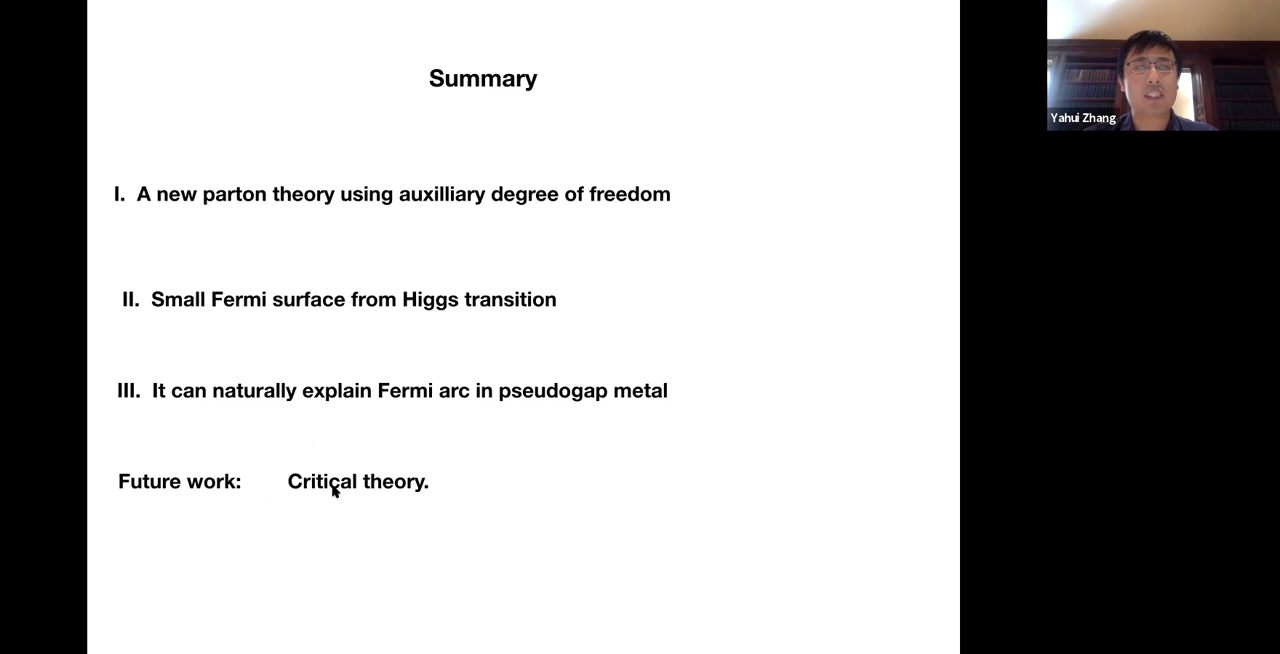 Summary
I. A new parton theory using auxilliary degree of freedom
II. Small Fermi surface from Higgs transition
III. It can naturally explain Fermi arc in pseudogap metal
Future work: Critical theory.
Yahui Zhang